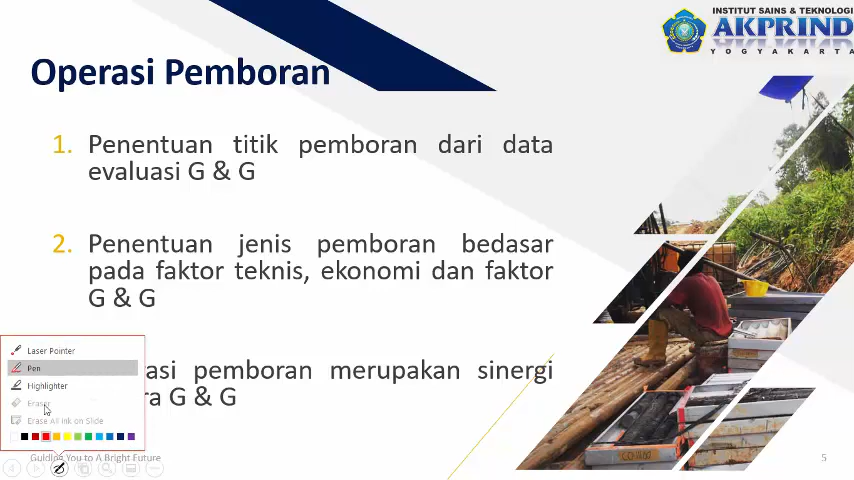 INSTITUT SAINS & TEKNOLOGI
AKPRIND
YOGYAKARTA
Operasi Pemboran
1. Penentuan titik pemboran dari data
evaluasi G & G
2. Penentuan jenis pemboran bedasar
pada faktor teknis, ekonomi dan faktor
G & G
asi pemboran merupakan sinergi
ra G & G
Laser Pointer
Pen
Highlighter
Eraser
Erase All Ink on Slide
Guiding You to A Bright Future
5